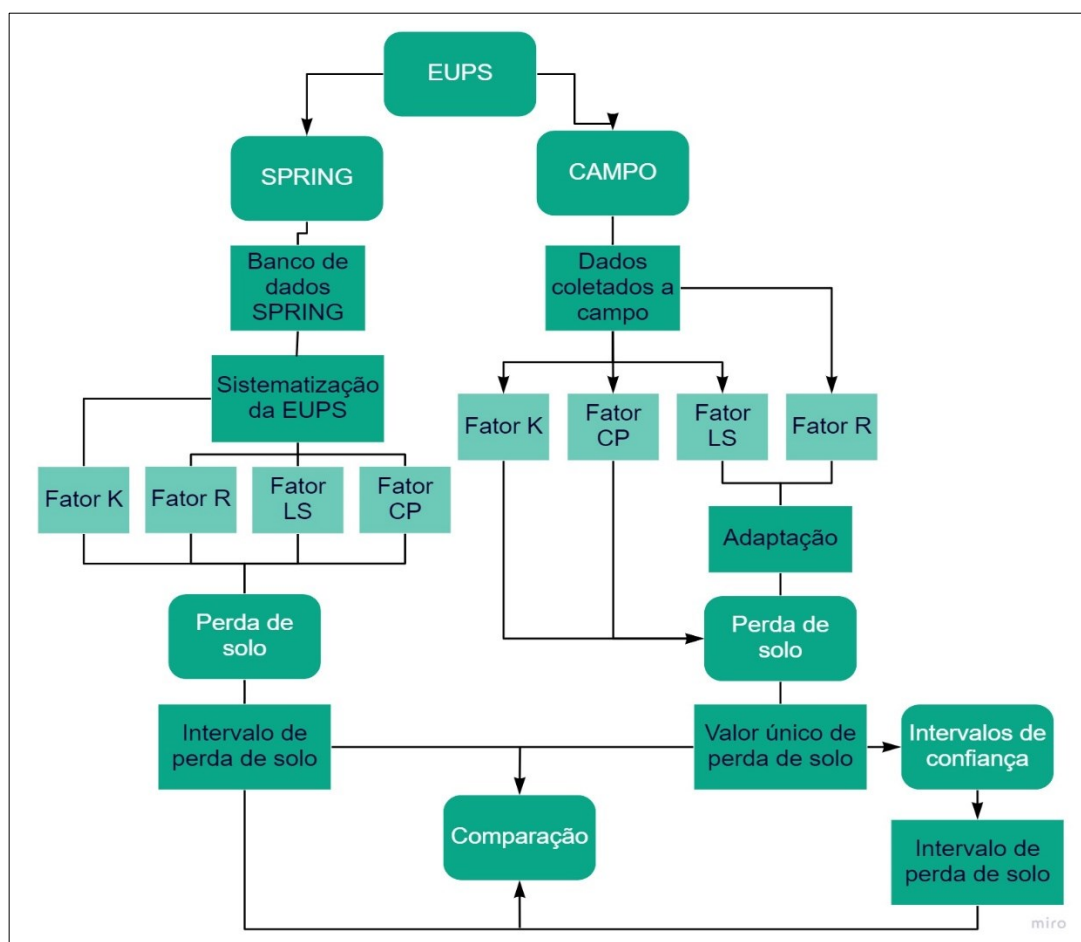 EUPS
SPRING
CAMPO
Banco de
dados
SPRING
Dados
coletados a
campo
Sistematização
da EUPS
Fator K
Fator
CP
Fator
LS
Fator R
Fator K
Fator R
Fator
LS
Fator
CP
Adaptação
Perda de
solo
Perda de
solo
Intervalo de
perda de solo
Valor único de
perda de solo
Intervalos de
confiança
Comparação
Intervalo de
perda de solo
miro